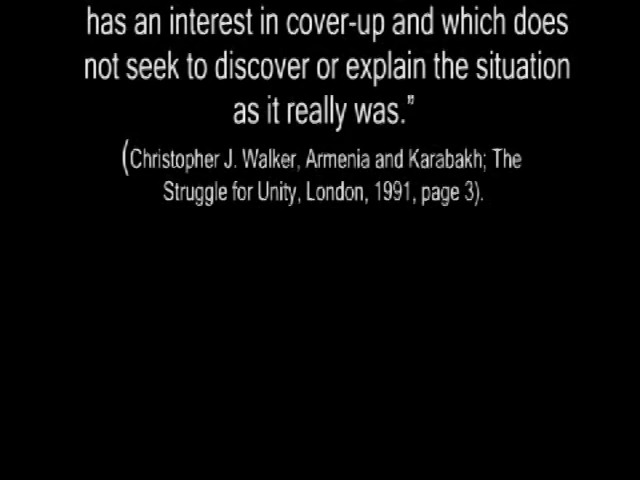 has an interest in cover-up and which does
not seek to discover or explain the situation
as it really was.”
(Christopher J. Walker, Armenia and Karabakh; The
Struggle for Unity, London, 1991, page 3).